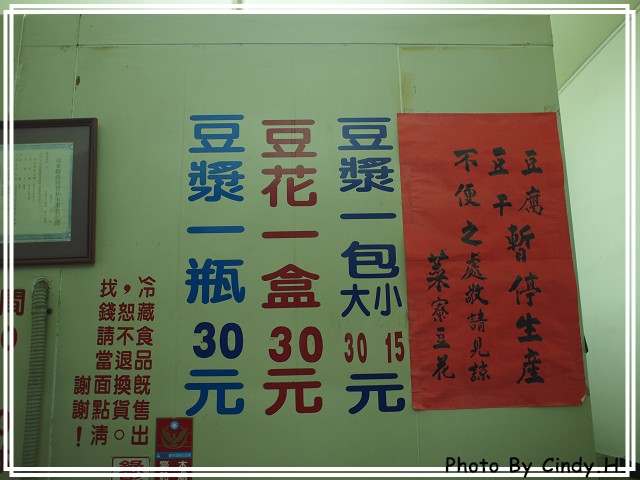 豆腐
豆干
暫停生產
不便之處敬請見諒
菜寮豆花
豆漿一包
大小
30 15
元
豆花一盒30元
豆漿一瓶30元
冷藏食品既售出
，恕不退換貨。
找錢請當面點清
謝謝！
間
Photo By Cindy H